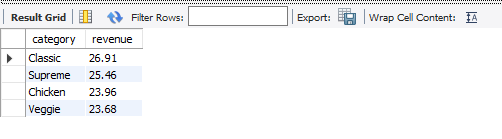 Result Grid Filter Rows: Export: Wrap Cell Content:
category revenue
Classic 26.91
Supreme 25.46
Chicken 23.96
Veggie 23.68